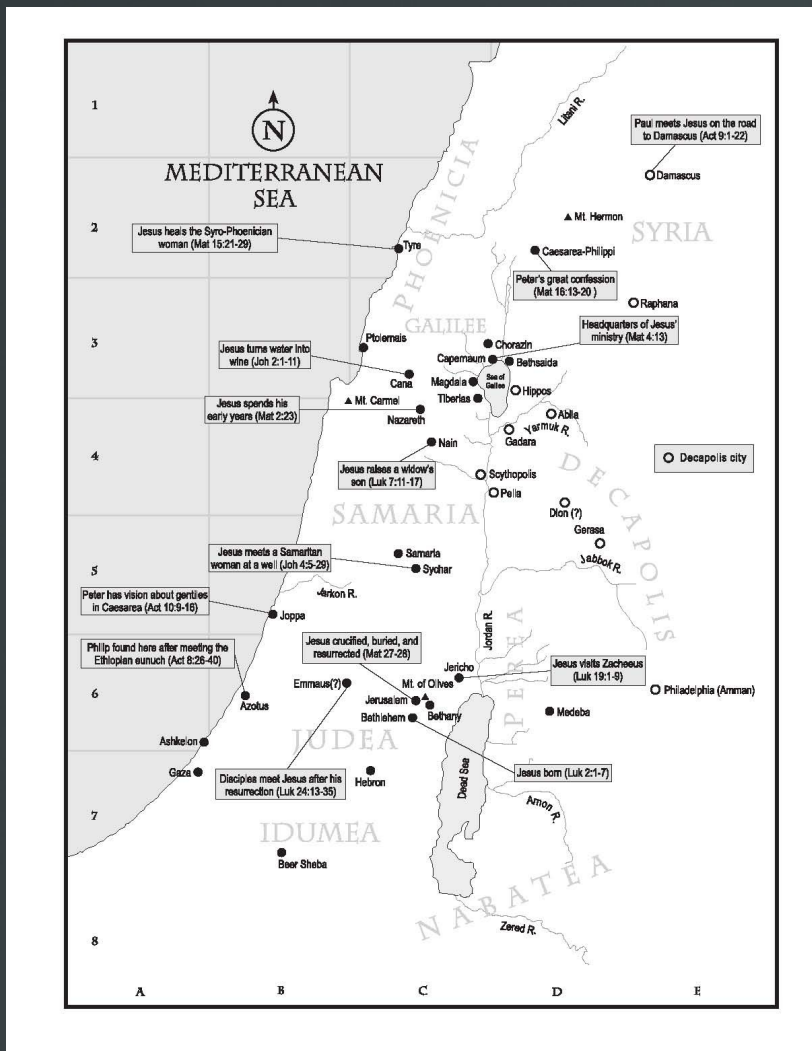 1
N
MEDITERRANEAN
SEA
PHOENICIA
Litani R.
Paul meets Jesus on the road
to Damascus (Act 9:1-22)
Damascus
2
Jesus heals the Syro-Phoenician
woman (Mat 15:21-29)
Tyre
Mt. Hermon
SYRIA
Caesarea-Philippi
Peter's great confession
(Mat 16:13-20 )
Raphana
GALILEE
Headquarters of Jesus'
ministry (Mat 4:13)
3
Ptolemais
Chorazin
Jesus turns water into
wine (Joh 2:1-11)
Capernaum
Bethsaida
Cana
Magdala
Sea of
Galilee
Hippos
Tiberias
Jesus spends his
early years (Mat 2:23)
Mt. Carmel
Nazareth
Abila
Yarmuk R.
Gadara
4
Nain
Decapolis city
Jesus raises a widow's
son (Luk 7:11-17)
Scythopolis
Pella
DECAPOLIS
Dion (?)
SAMARIA
Gerasa
Jabbok R.
5
Jesus meets a Samaritan
woman at a well (Joh 4:5-29)
Samaria
Sychar
Peter has vision about gentiles
in Caesarea (Act 10:9-16)
Jarkon R.
Joppa
Jordan R.
PEREA
Philip found here after meeting the
Ethiopian eunuch (Act 8:26-40)
Jesus crucified, buried, and
resurrected (Mat 27-28)
Jericho
Jesus visits Zacheeus
(Luk 19:1-9)
6
Azotus
Emmaus(?)
Mt. of Olives
Jerusalem
Bethany
Bethlehem
Medeba
Philadelphia (Amman)
Ashkelon
JUDEA
Gaza
Disciples meet Jesus after his
resurrection (Luk 24:13-35)
Hebron
Dead Sea
Jesus born (Luk 2:1-7)
Arnon R.
7
IDUMEA
Beer Sheba
NABATEA
Zered R.
8
A
B
C
D
E